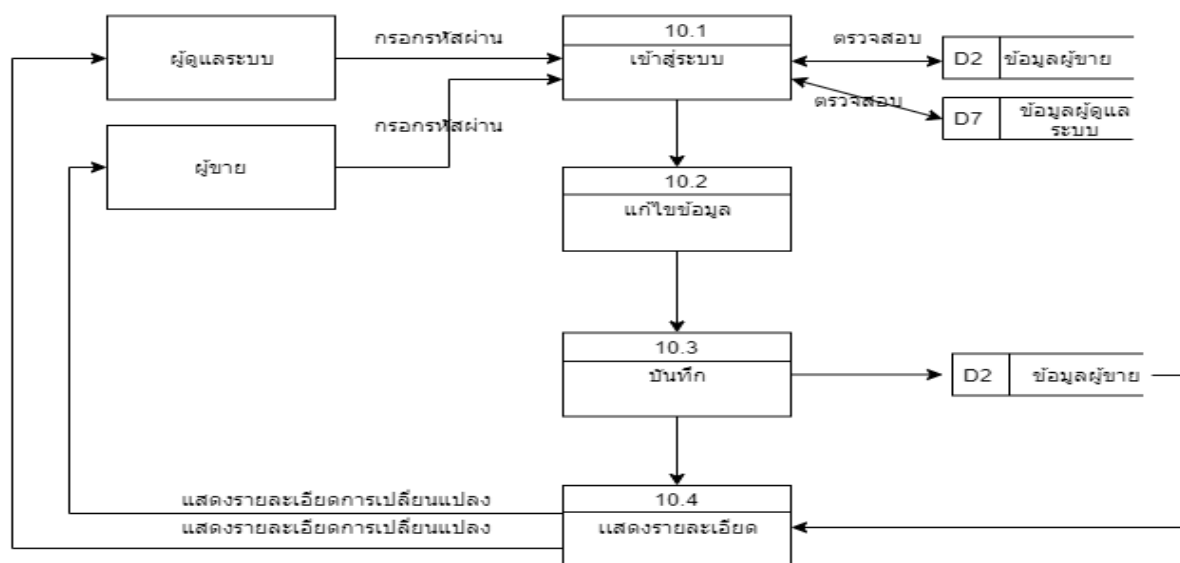 ผู้ดูแลระบบ
กรอกรหัสผ่าน
10.1
เข้าสู่ระบบ
ตรวจสอบ
D2
ข้อมูลผู้ขาย
ตรวจสอบ
D7
ข้อมูลผู้ดูแล
ระบบ
ผู้ขาย
กรอกรหัสผ่าน
10.2
แก้ไขข้อมูล
10.3
บันทึก
D2
ข้อมูลผู้ขาย
แสดงรายละเอียดการเปลี่ยนแปลง
แสดงรายละเอียดการเปลี่ยนแปลง
10.4
แสดงรายละเอียด